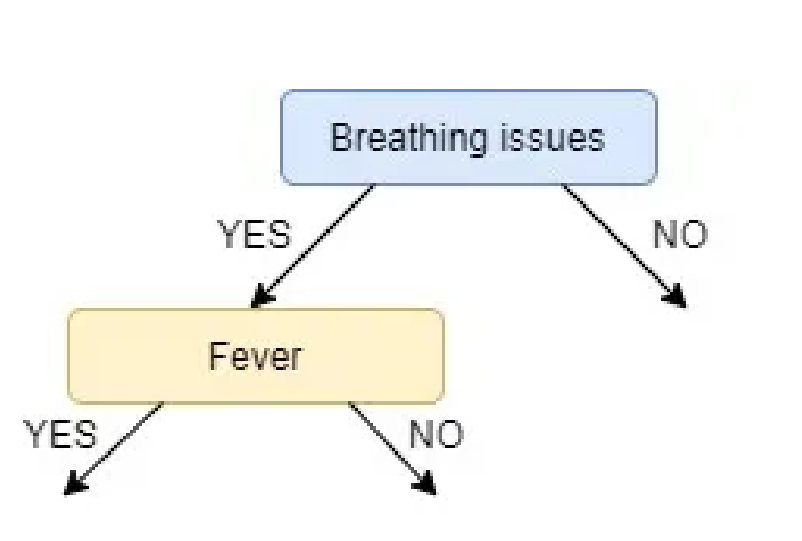 Breathing issues
YES
NO
Fever
YES
NO